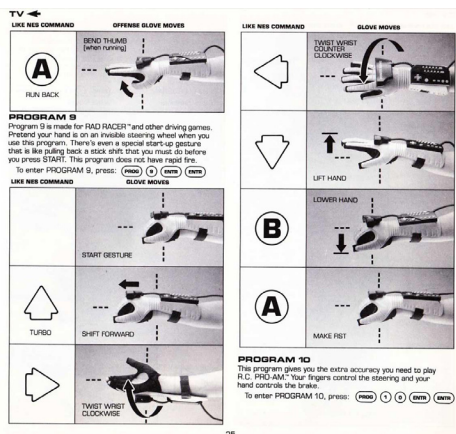 TV
LIKE NES COMMAND OFFENSE GLOVE MOVES
A
RUN BACK
BEND THUMB
(when running)
PROGRAM 9
Program 9 is made for RAD RACER™ and other driving games.
Pretend your hand is on an invisible steering wheel when you
use this program. There's even a special start-up gesture
that is like pulling back a stick shift that you must do before
you press START. This program does not have rapid fire.
To enter PROGRAM 9, press: PROG 9 ENTR ENTR
LIKE NES COMMAND GLOVE MOVES
START GESTURE
TURBO
SHIFT FORWARD
TWIST WRIST
CLOCKWISE
LIKE NES COMMAND GLOVE MOVES
TWIST WRIST
COUNTER
CLOCKWISE
LIFT HAND
B
LOWER HAND
A
MAKE FIST
PROGRAM 10
This program gives you the extra accuracy you need to play
R.C. PRO-AM.™ Your fingers control the steering and your
hand controls the brake.
To enter PROGRAM 10, press: PROG 1 0 ENTR ENTR